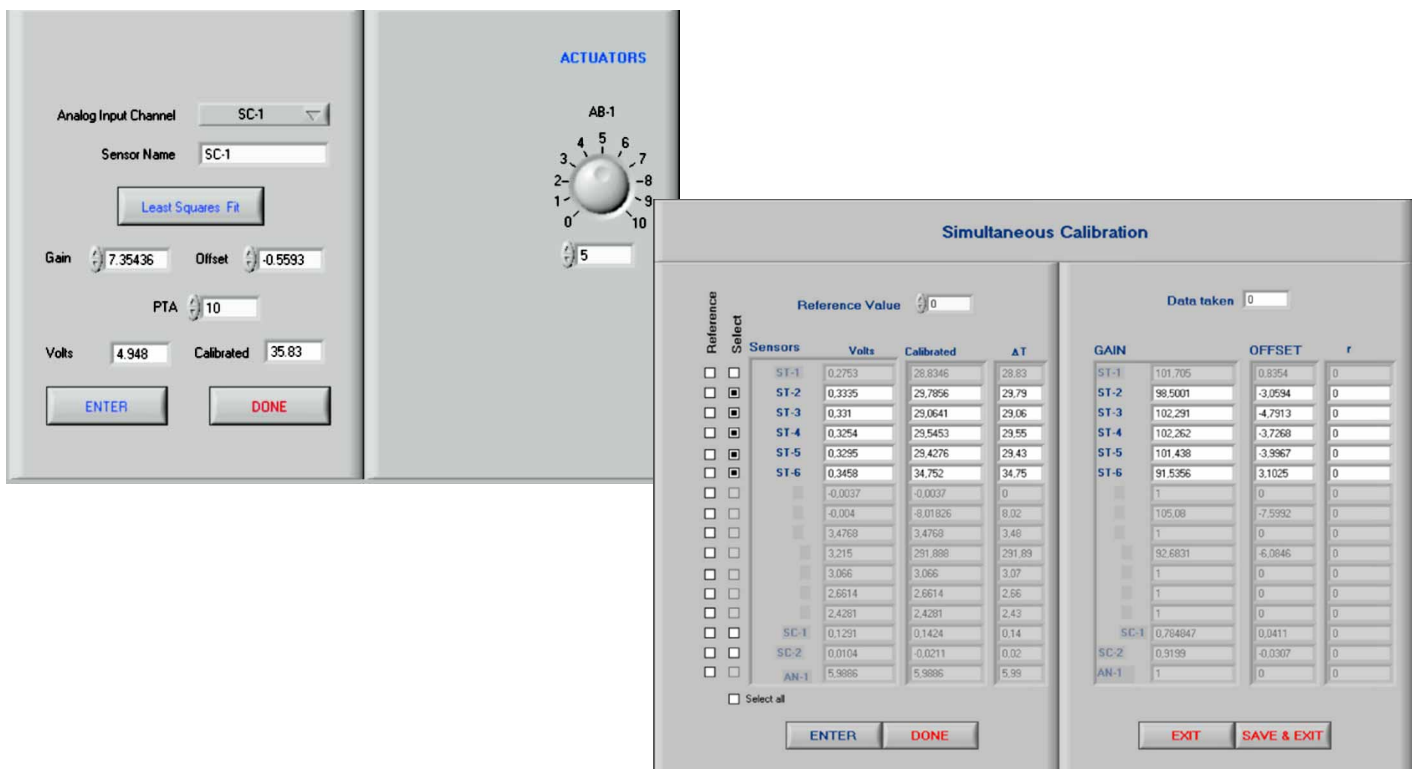 ACTUATORS
Analog Input Channel SC-1
Sensor Name SC-1
Least Squares Fit
Gain 7.35436 Offset -0.5593
PTA 10
Volts 4.948 Calibrated 35.83
ENTER DONE
AB-1
0 1 2 3 4 5 6 7 8 9 10
5
Simultaneous Calibration
Reference Value 0
Data taken 0
Reference Select Sensors Volts Calibrated ΔT GAIN OFFSET r
ST-1 0,2753 28,8346 28,83 ST-1 101,705 0,8354 0
ST-2 0,3335 29,7856 29,79 ST-2 98,5001 -3,0594 0
ST-3 0,331 29,0641 29,06 ST-3 102,291 -4,7913 0
ST-4 0,3254 29,5453 29,55 ST-4 102,262 -3,7268 0
ST-5 0,3295 29,4276 29,43 ST-5 101,438 -3,9967 0
ST-6 0,3458 34,752 34,75 ST-6 91,5356 3,1025 0
-0,0037 -0,0037 0 1 0 0
-0,004 -8,01826 8,02 105,08 -7,5992 0
3,4768 3,4768 3,48 1 0 0
3,215 291,888 291,89 92,6831 -6,0846 0
3,066 3,066 3,07 1 0 0
2,6614 2,6614 2,66 1 0 0
2,4281 2,4281 2,43 1 0 0
SC-1 0,1291 0,1424 0,14 SC-1 0,784847 0,0411 0
SC-2 0,0104 -0,0211 0,02 SC-2 0,9199 -0,0307 0
AN-1 5,9886 5,9886 5,99 AN-1 1 0 0
Select all
ENTER DONE EXIT SAVE & EXIT